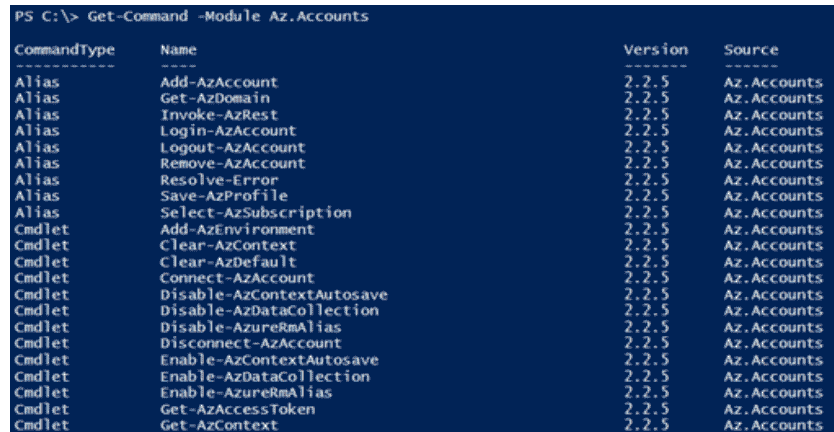 PS C:\> Get-Command -Module Az.Accounts
CommandType Name Version Source
----------- ---- ------- ------
Alias Add-AzAccount 2.2.5 Az.Accounts
Alias Get-AzDomain 2.2.5 Az.Accounts
Alias Invoke-AzRest 2.2.5 Az.Accounts
Alias Login-AzAccount 2.2.5 Az.Accounts
Alias Logout-AzAccount 2.2.5 Az.Accounts
Alias Remove-AzAccount 2.2.5 Az.Accounts
Alias Resolve-Error 2.2.5 Az.Accounts
Alias Save-AzProfile 2.2.5 Az.Accounts
Alias Select-AzSubscription 2.2.5 Az.Accounts
Cmdlet Add-AzEnvironment 2.2.5 Az.Accounts
Cmdlet Clear-AzContext 2.2.5 Az.Accounts
Cmdlet Clear-AzDefault 2.2.5 Az.Accounts
Cmdlet Connect-AzAccount 2.2.5 Az.Accounts
Cmdlet Disable-AzContextAutosave 2.2.5 Az.Accounts
Cmdlet Disable-AzDataCollection 2.2.5 Az.Accounts
Cmdlet Disable-AzureRmAlias 2.2.5 Az.Accounts
Cmdlet Disconnect-AzAccount 2.2.5 Az.Accounts
Cmdlet Enable-AzContextAutosave 2.2.5 Az.Accounts
Cmdlet Enable-AzDataCollection 2.2.5 Az.Accounts
Cmdlet Enable-AzureRmAlias 2.2.5 Az.Accounts
Cmdlet Get-AzAccessToken 2.2.5 Az.Accounts
Cmdlet Get-AzContext 2.2.5 Az.Accounts